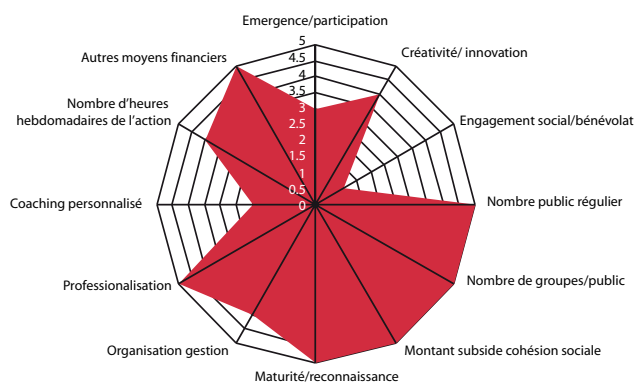 Emergence/participation
Créativité/ innovation
Engagement social/bénévolat
Nombre public régulier
Nombre de groupes/public
Montant subside cohésion sociale
Maturité/reconnaissance
Organisation gestion
Professionalisation
Coaching personnalisé
Nombre d'heures
hebdomadaires de l'action
Autres moyens financiers
5
4.5
4
3.5
3
2.5
2
1.5
1
0.5
0